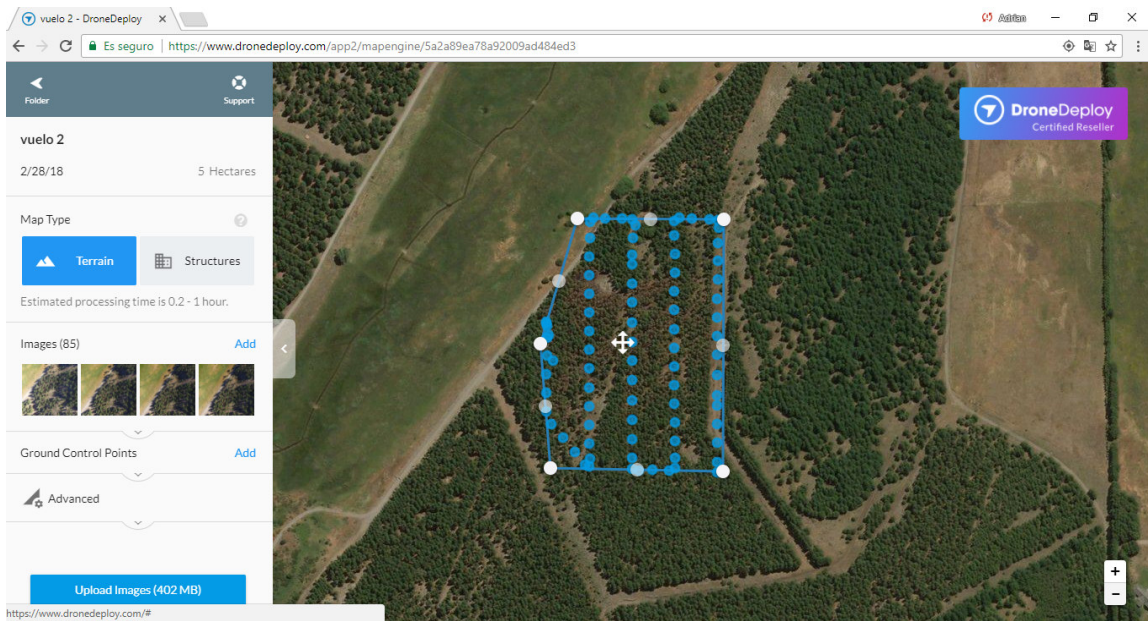 vuelo 2 - DroneDeploy
Adrian
Es seguro
https://www.dronedeploy.com/app2/mapengine/5a2a89ea78a92009ad484ed3
Folder
Support
DroneDeploy
Certified Reseller
vuelo 2
2/28/18
5 Hectares
Map Type
?
Terrain
Structures
Estimated processing time is 0.2 - 1 hour.
Images (85)
Add
Ground Control Points
Add
Advanced
Upload Images (402 MB)
+
-
https://www.dronedeploy.com/#